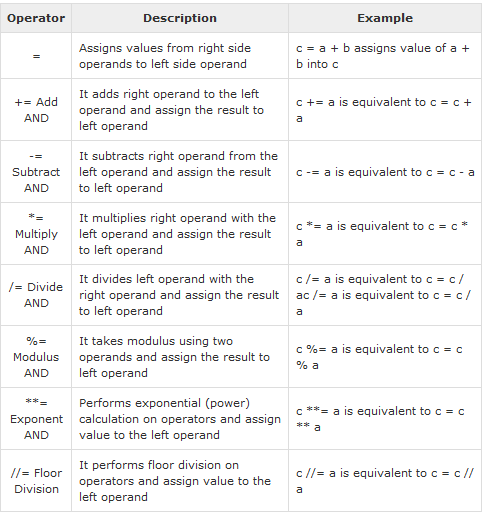 Operator Description Example
= Assigns values from right side operands to left side operand c = a + b assigns value of a + b into c
+= Add AND It adds right operand to the left operand and assign the result to left operand c += a is equivalent to c = c + a
-= Subtract AND It subtracts right operand from the left operand and assign the result to left operand c -= a is equivalent to c = c - a
*= Multiply AND It multiplies right operand with the left operand and assign the result to left operand c *= a is equivalent to c = c * a
/= Divide AND It divides left operand with the right operand and assign the result to left operand c /= a is equivalent to c = c / ac /= a is equivalent to c = c / a
%= Modulus AND It takes modulus using two operands and assign the result to left operand c %= a is equivalent to c = c % a
**= Exponent AND Performs exponential (power) calculation on operators and assign value to the left operand c **= a is equivalent to c = c ** a
//= Floor Division It performs floor division on operators and assign value to the left operand c //= a is equivalent to c = c // a